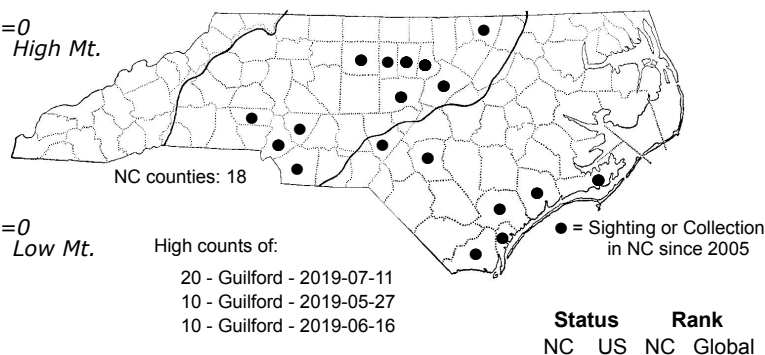 =0
High Mt.
NC counties: 18
=0
Low Mt.
High counts of:
20 - Guilford - 2019-07-11
10 - Guilford - 2019-05-27
10 - Guilford - 2019-06-16
● = Sighting or Collection
in NC since 2005
Status Rank
NC US NC Global